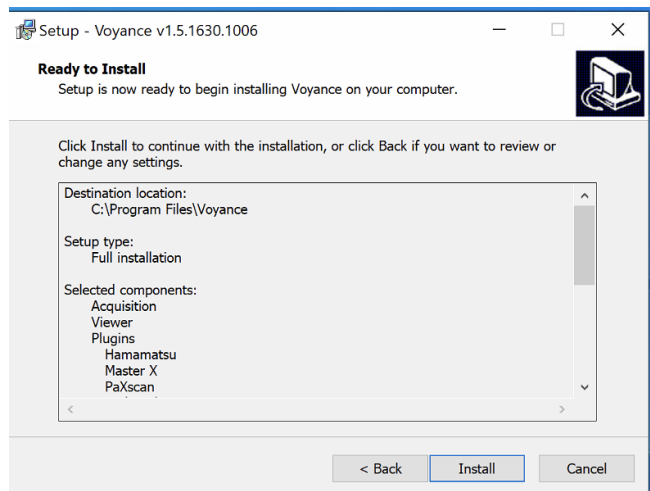 Setup - Voyance v1.5.1630.1006
Ready to Install
Setup is now ready to begin installing Voyance on your computer.
Click Install to continue with the installation, or click Back if you want to review or
change any settings.
Destination location:
C:\Program Files\Voyance
Setup type:
Full installation
Selected components:
Acquisition
Viewer
Plugins
Hamamatsu
Master X
PaXscan
< Back
Install
Cancel